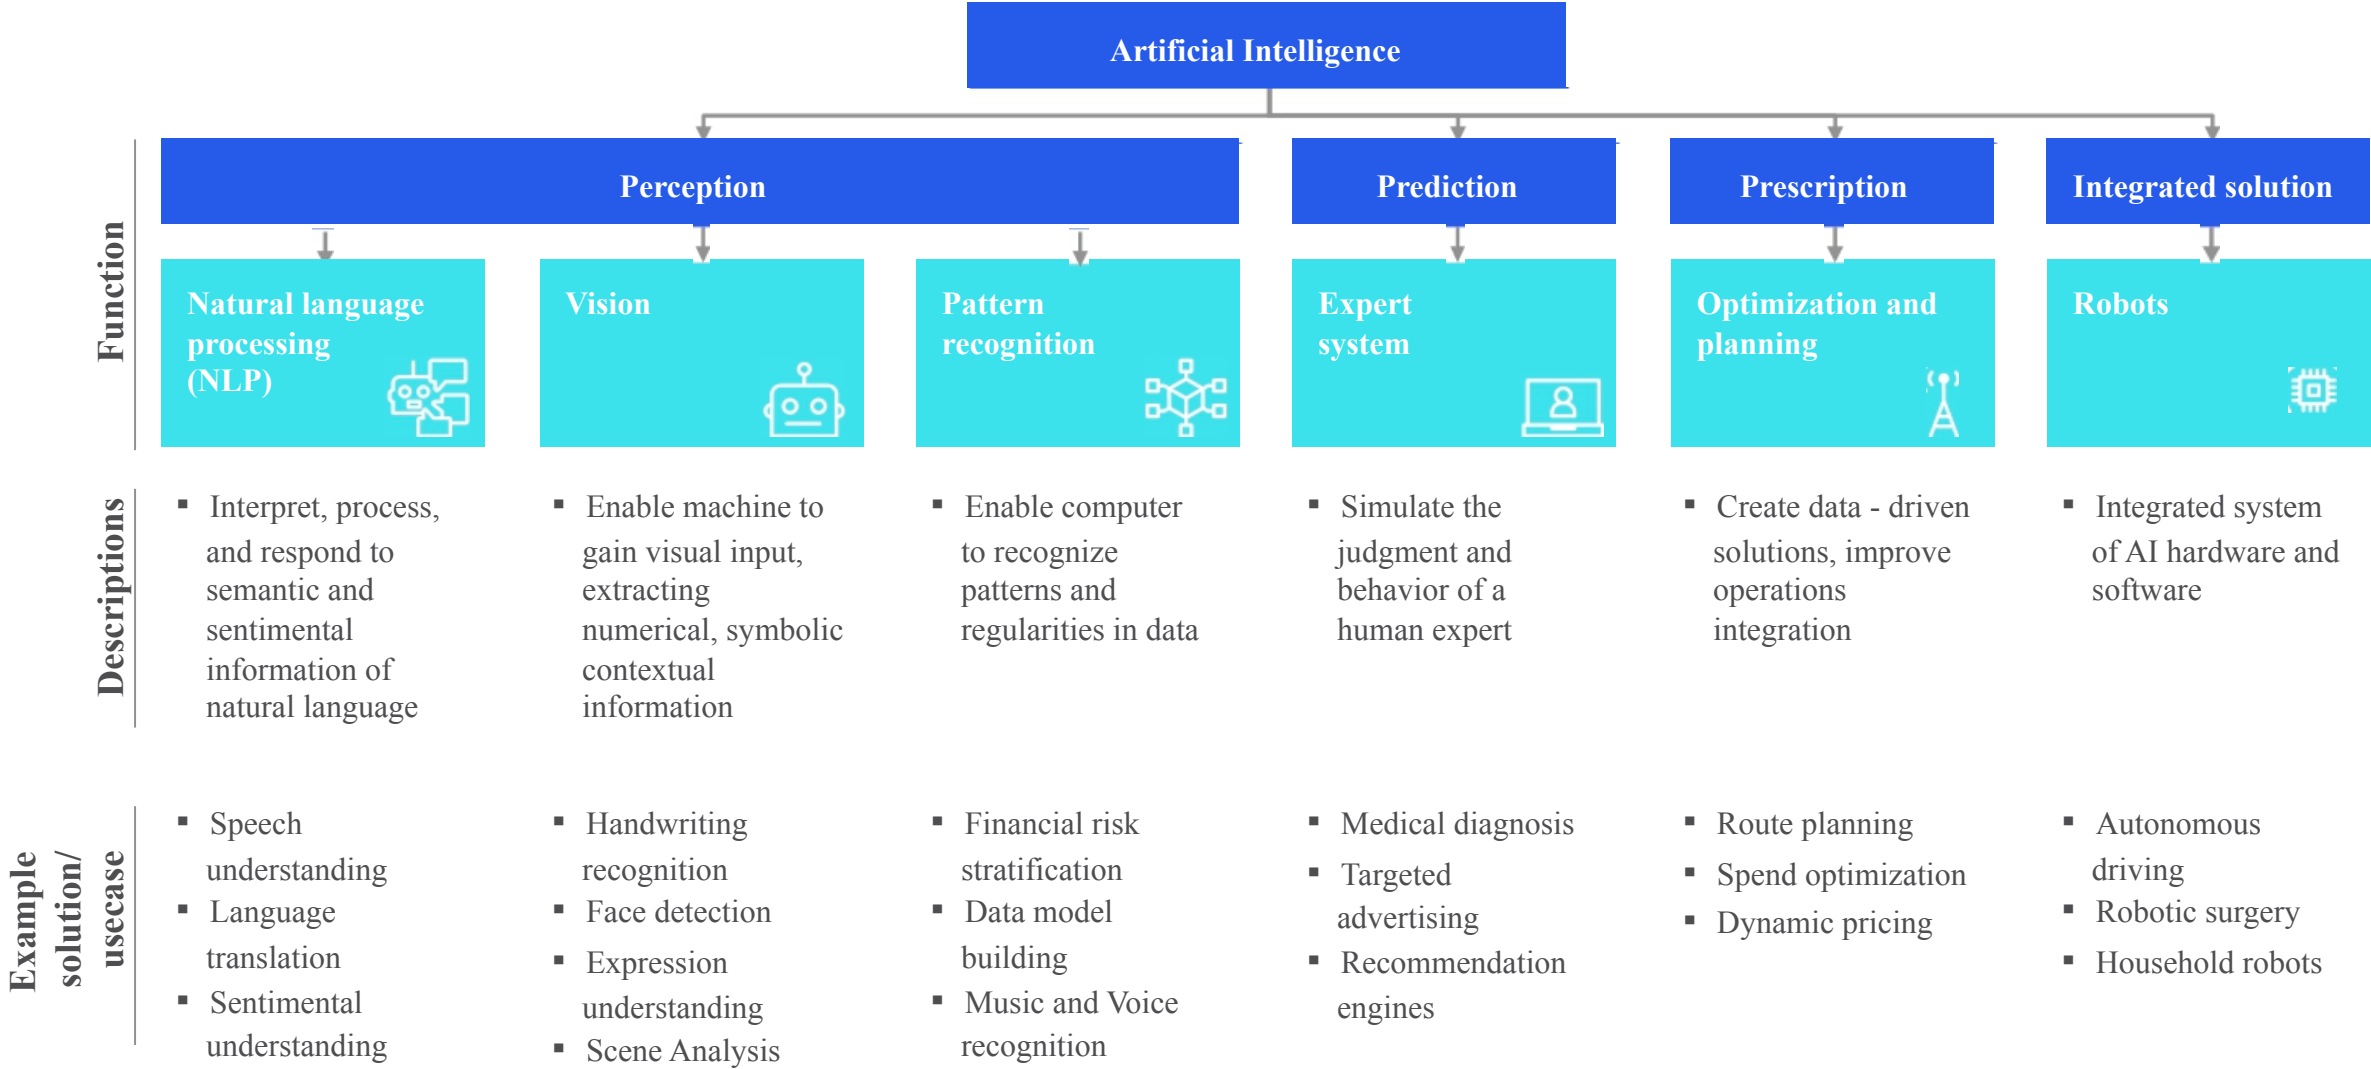 Artificial Intelligence
Function
Perception
Prediction
Prescription
Integrated solution
Natural language
processing
(NLP)
Vision
Pattern
recognition
Expert
system
Optimization and
planning
Robots
Descriptions
▪ Interpret, process,
and respond to
semantic and
sentimental
information of
natural language
▪ Enable machine to
gain visual input,
extracting
numerical, symbolic
contextual
information
▪ Enable computer
to recognize
patterns and
regularities in data
▪ Simulate the
judgment and
behavior of a
human expert
▪ Create data - driven
solutions, improve
operations
integration
▪ Integrated system
of AI hardware and
software
Example
solution/
usecase
▪ Speech
understanding
▪ Language
translation
▪ Sentimental
understanding
▪ Handwriting
recognition
▪ Face detection
▪ Expression
understanding
▪ Scene Analysis
▪ Financial risk
stratification
▪ Data model
building
▪ Music and Voice
recognition
▪ Medical diagnosis
▪ Targeted
advertising
▪ Recommendation
engines
▪ Route planning
▪ Spend optimization
▪ Dynamic pricing
▪ Autonomous
driving
▪ Robotic surgery
▪ Household robots